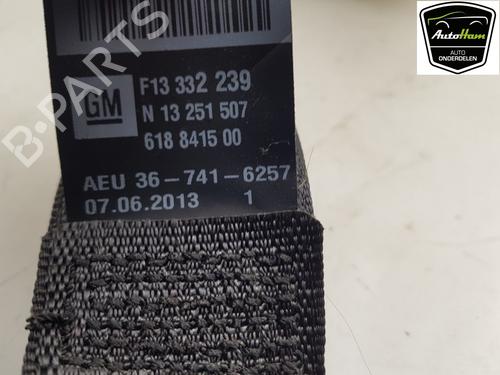 AutoHam
AUTO
ONDERDELEN
GM
F13 332 239
N 13 251 507
618 8415 00
AEU 36-741-6257
07.06.2013 1
B-PARTS